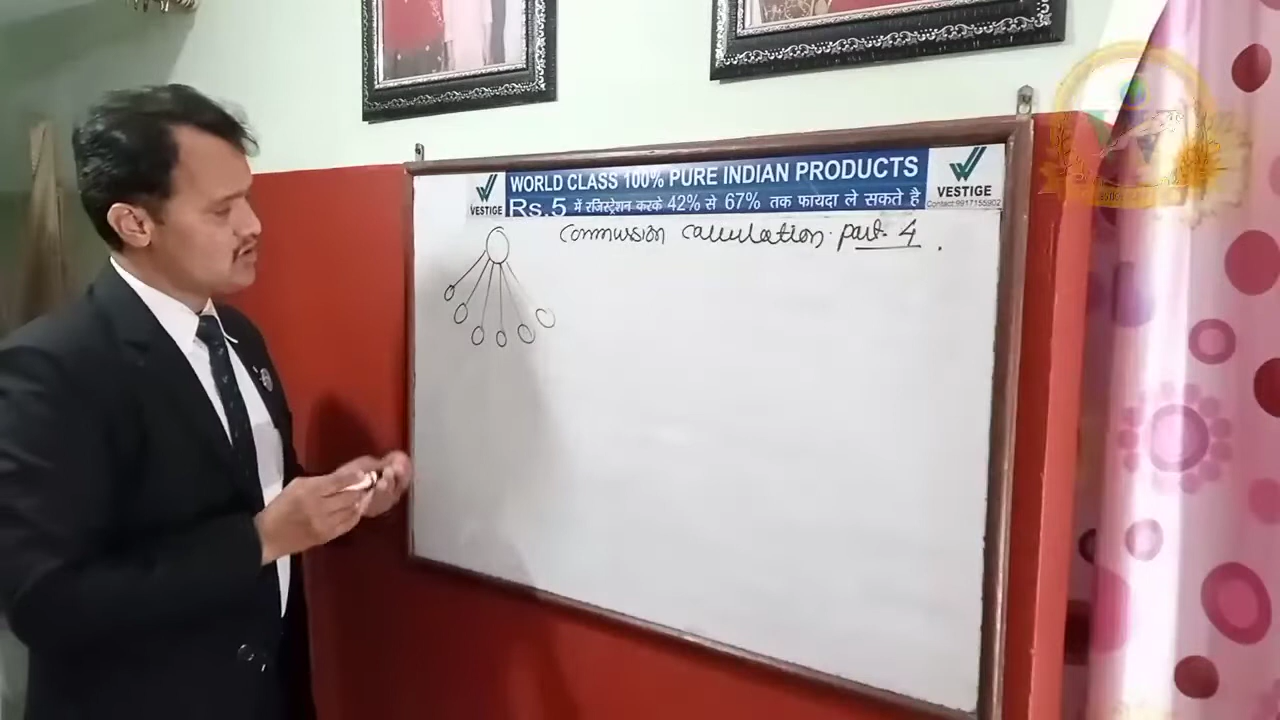 WORLD CLASS 100% PURE INDIAN PRODUCTS
Rs.5 में रजिस्ट्रेशन करके 42% से 67% तक फायदा ले सकते है
VESTIGE
VESTIGE
Contact:9917155902
Commission calculation. part- 4.